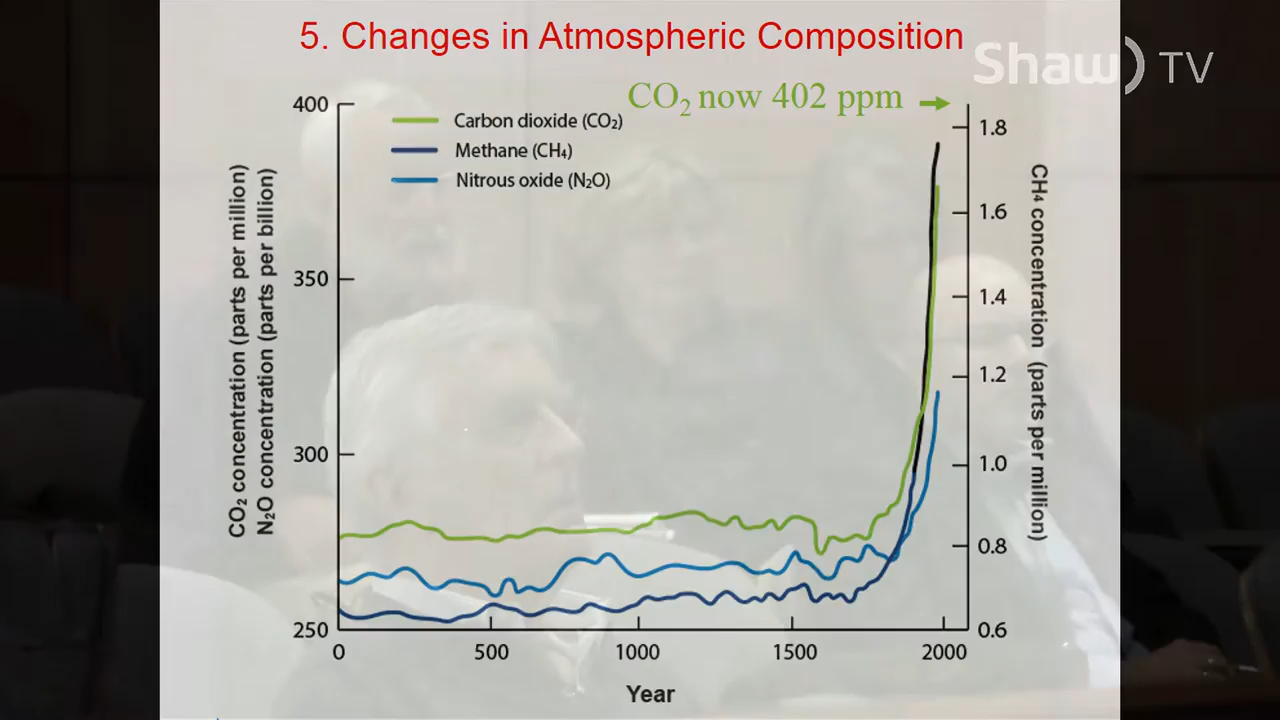 5. Changes in Atmospheric Composition
Shaw) TV
CO₂ now 402 ppm
Carbon dioxide (CO₂)
Methane (CH₄)
Nitrous oxide (N₂O)
400
350
300
250
CO₂ concentration (parts per million)
N₂O concentration (parts per billion)
1.8
1.6
1.4
1.2
1.0
0.8
0.6
CH₄ concentration (parts per million)
0 500 1000 1500 2000
Year